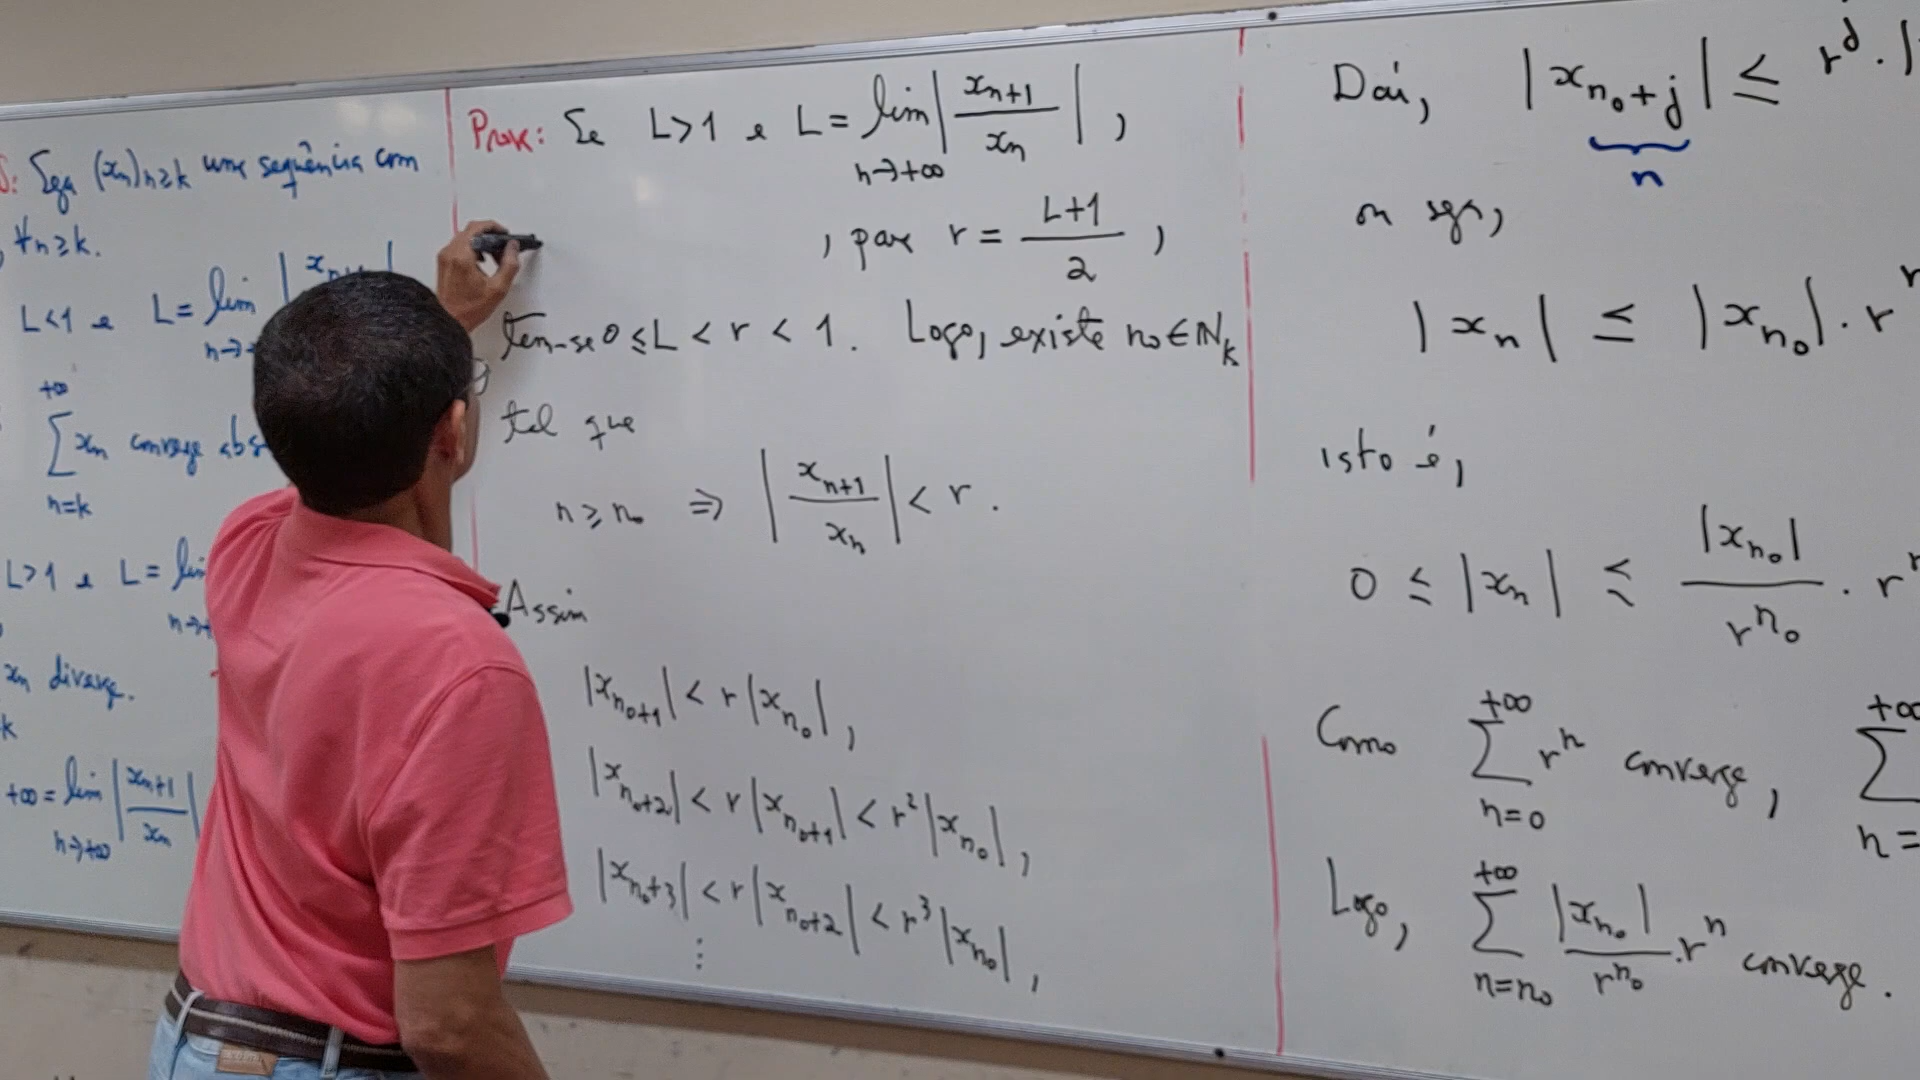 S: Seja (xn)n≥k uma sequência com
, ∀n≥k.
L<1 e L= lim | xn+1 |
n→+
+∞
∑ xn converge abs
n=k
L>1 e L= lim
n→+
xn diverge.
k
+∞ = lim | xn+1 / xn |
n→+∞
Prova: Se L>1 e L= lim | xn+1 / xn | ,
n→+∞
, para r = L+1 / 2 ,
tem-se 0≤L < r < 1. Logo, existe n₀∈ℕk
tal que
n ≥ n₀ ⇒ | xn+1 / xn | < r .
Assim
|xn₀+1| < r |xn₀| ,
|xn₀+2| < r |xn₀+1| < r² |xn₀| ,
|xn₀+3| < r |xn₀+2| < r³ |xn₀| ,
⋮
Daí, |xn₀+j| ≤ rʲ . |
n
ou seja,
|xn| ≤ |xn₀| . r
isto é,
0 ≤ |xn| ≤ |xn₀| / rⁿ⁰ . rⁿ
+∞ +∞
Como ∑ rⁿ converge, ∑
n=0 n=
+∞
Logo, ∑ |xn₀| / rⁿ⁰ . rⁿ converge.
n=n₀